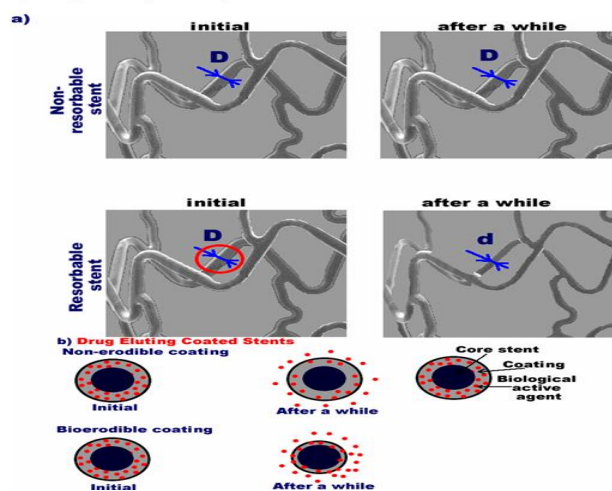 a)
initial
after a while
Non-
resorbable
stent
D
D
initial
after a while
Resorbable
stent
D
d
b) Drug Eluting Coated Stents
Non-erodible coating
Initial
After a while
Core stent
Coating
Biological
active
agent
Bioerodible coating
Initial
After a while